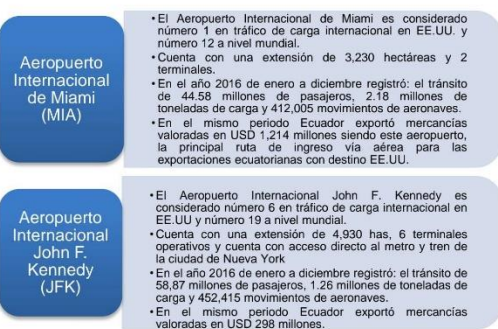 Aeropuerto
Internacional
de Miami
(MIA)
• El Aeropuerto Internacional de Miami es considerado
número 1 en tráfico de carga internacional en EE.UU. y
número 12 a nivel mundial.
• Cuenta con una extensión de 3,230 hectáreas y 2
terminales.
• En el año 2016 de enero a diciembre registró: el tránsito
de 44.58 millones de pasajeros, 2.18 millones de
toneladas de carga y 412,005 movimientos de aeronaves.
• En el mismo periodo Ecuador exportó mercancías
valoradas en USD 1,214 millones siendo este aeropuerto,
la principal ruta de ingreso vía aérea para las
exportaciones ecuatorianas con destino EE.UU.
Aeropuerto
Internacional
John F.
Kennedy
(JFK)
• El Aeropuerto Internacional John F. Kennedy es
considerado número 6 en tráfico de carga internacional en
EE.UU y número 19 a nivel mundial.
• Cuenta con una extensión de 4,930 has, 6 terminales
operativos y cuenta con acceso directo al metro y tren de
la ciudad de Nueva York
• En el año 2016 de enero a diciembre registró: el tránsito de
58,87 millones de pasajeros, 1.26 millones de toneladas de
carga y 452,415 movimientos de aeronaves.
• En el mismo periodo Ecuador exportó mercancías
valoradas en USD 298 millones.